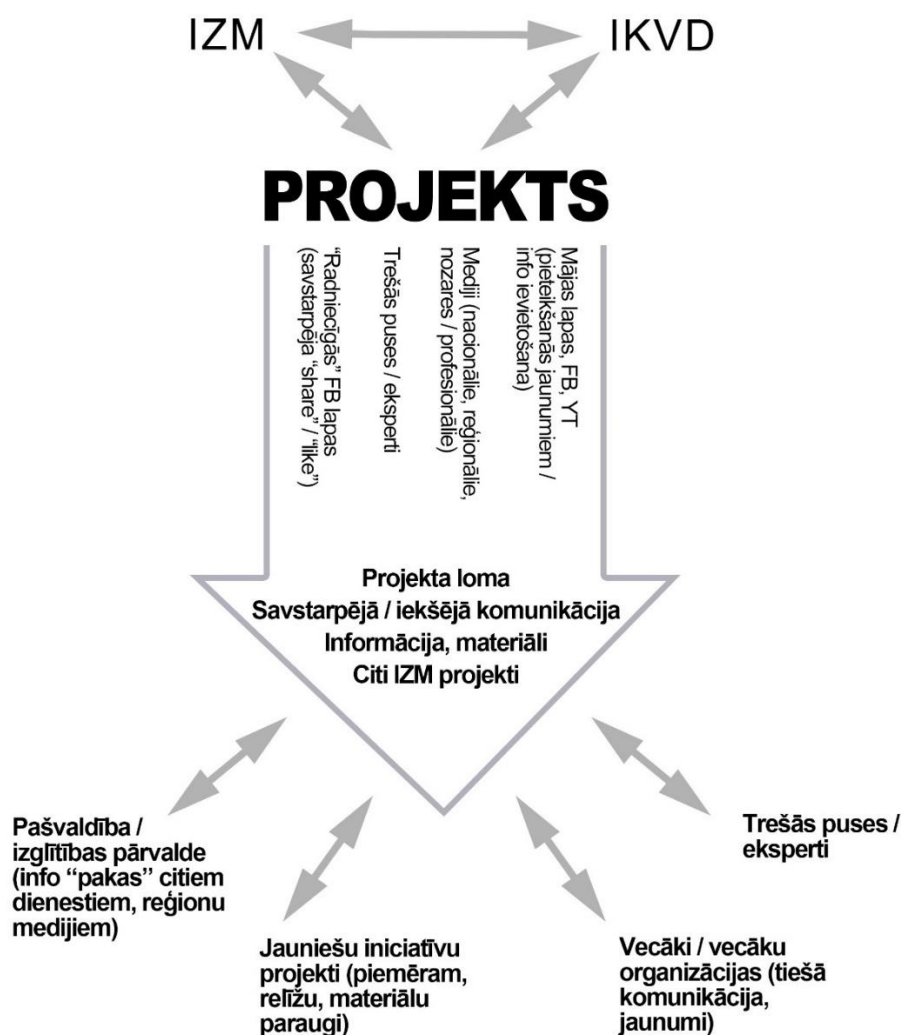 IZM
IKVD
PROJEKTS
"Radniecīgās" FB lapas
(savstarpēja "share" / "like")
Trešās puses / eksperti
Mediji (nacionālie, reģionālie,
nozares / profesionālie)
Mājas lapas, FB, YT
(pieteikšanās jaunumiem /
info ievietošana)
Projekta loma
Savstarpējā / iekšējā komunikācija
Informācija, materiāli
Citi IZM projekti
Pašvaldība /
izglītības pārvalde
(info "pakas" citiem
dienestiem, reģionu
medijiem)
Jauniešu iniciatīvu
projekti (piemēram,
relīžu, materiālu
paraugi)
Vecāki / vecāku
organizācijas (tiešā
komunikācija,
jaunumi)
Trešās puses /
eksperti